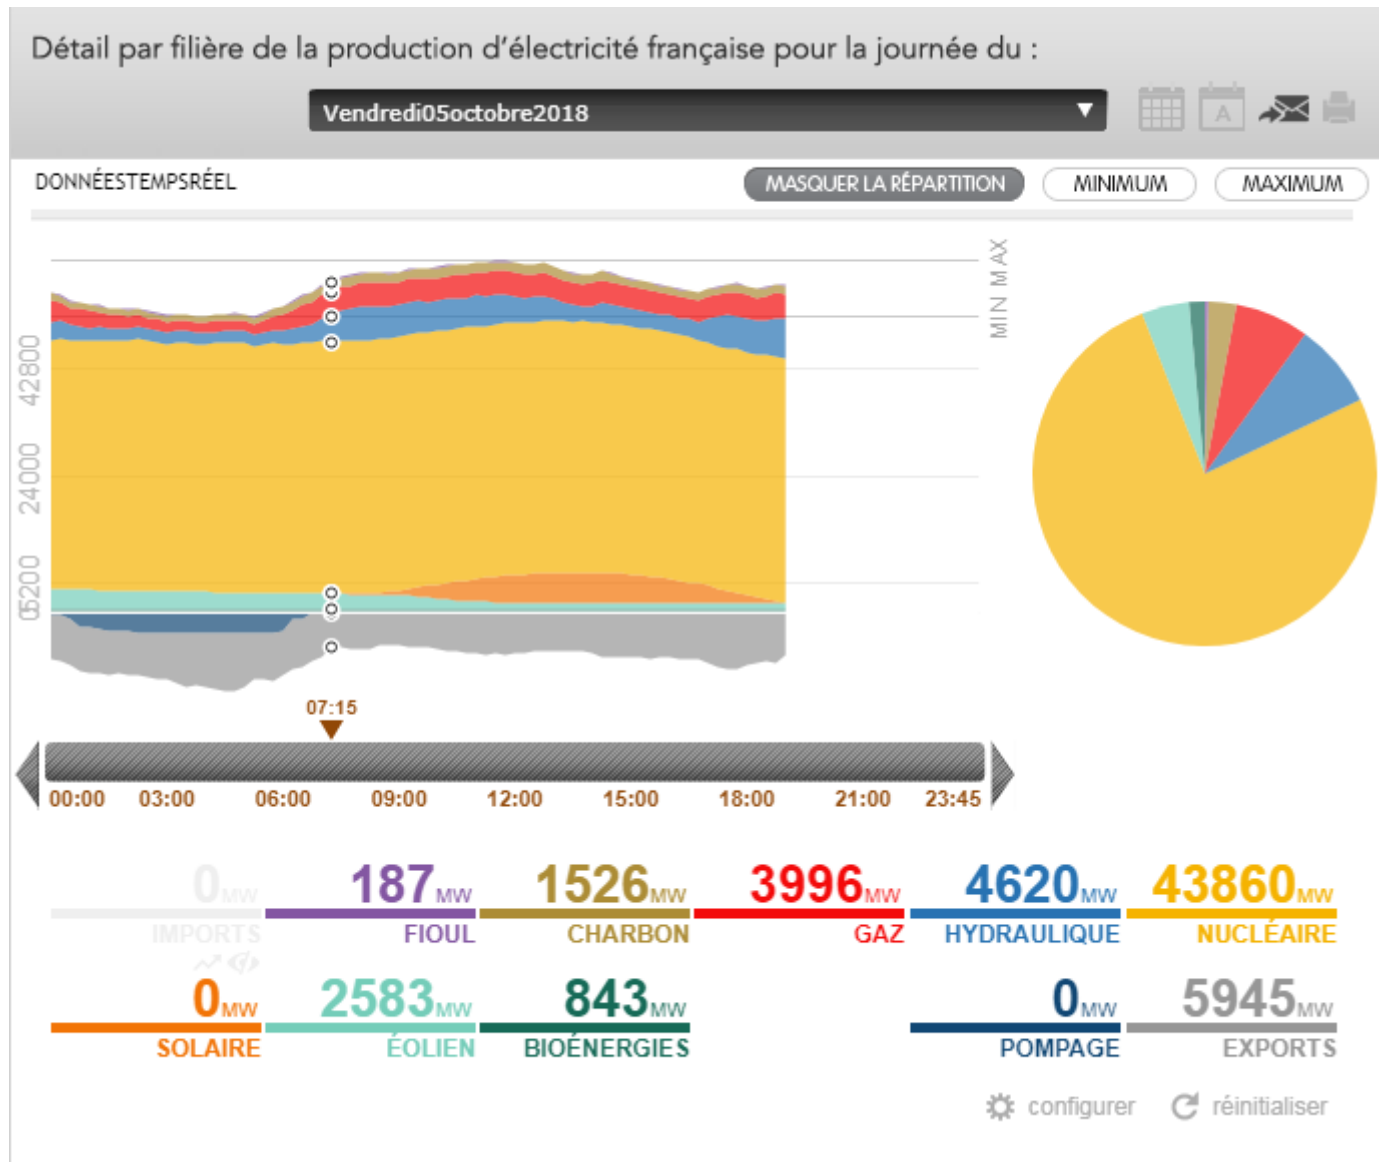 Détail par filière de la production d'électricité française pour la journée du :
Vendredi05octobre2018
A
DONNÉESTEMPSRÉEL
MASQUER LA RÉPARTITION MINIMUM MAXIMUM
MIN MAX
42800
24000
5200
07:15
00:00 03:00 06:00 09:00 12:00 15:00 18:00 21:00 23:45
0MW 187MW 1526MW 3996MW 4620MW 43860MW
IMPORTS FIOUL CHARBON GAZ HYDRAULIQUE NUCLÉAIRE
0MW 2583MW 843MW 0MW 5945MW
SOLAIRE ÉOLIEN BIOÉNERGIES POMPAGE EXPORTS
configurer réinitialiser